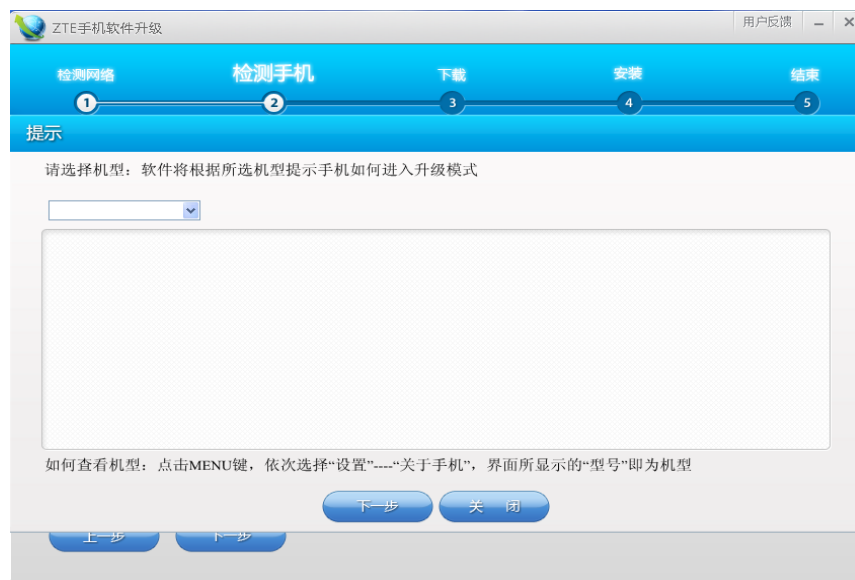 ZTE手机软件升级
用户反馈
检测网络 检测手机 下载 安装 结束
1 2 3 4 5
提示
请选择机型：软件将根据所选机型提示手机如何进入升级模式
如何查看机型：点击MENU键，依次选择“设置”----“关于手机”，界面所显示的“型号”即为机型
下一步 关 闭
上一步 下一步